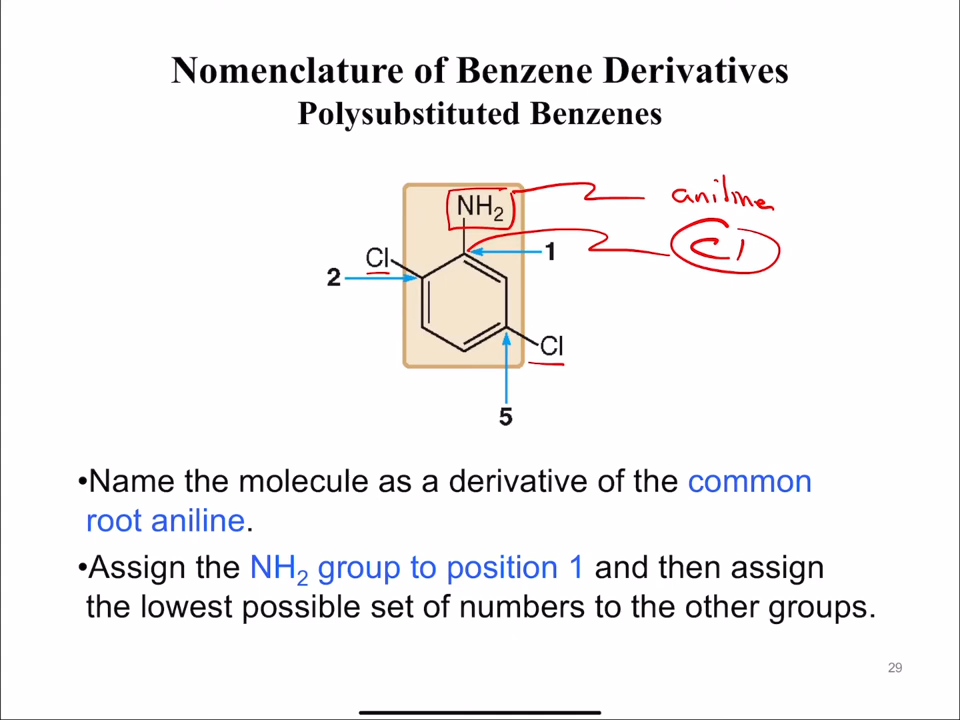 Nomenclature of Benzene Derivatives
Polysubstituted Benzenes
NH2
aniline
Cl
1
C1
2
Cl
5
•Name the molecule as a derivative of the common
root aniline.
•Assign the NH2 group to position 1 and then assign
the lowest possible set of numbers to the other groups.
29